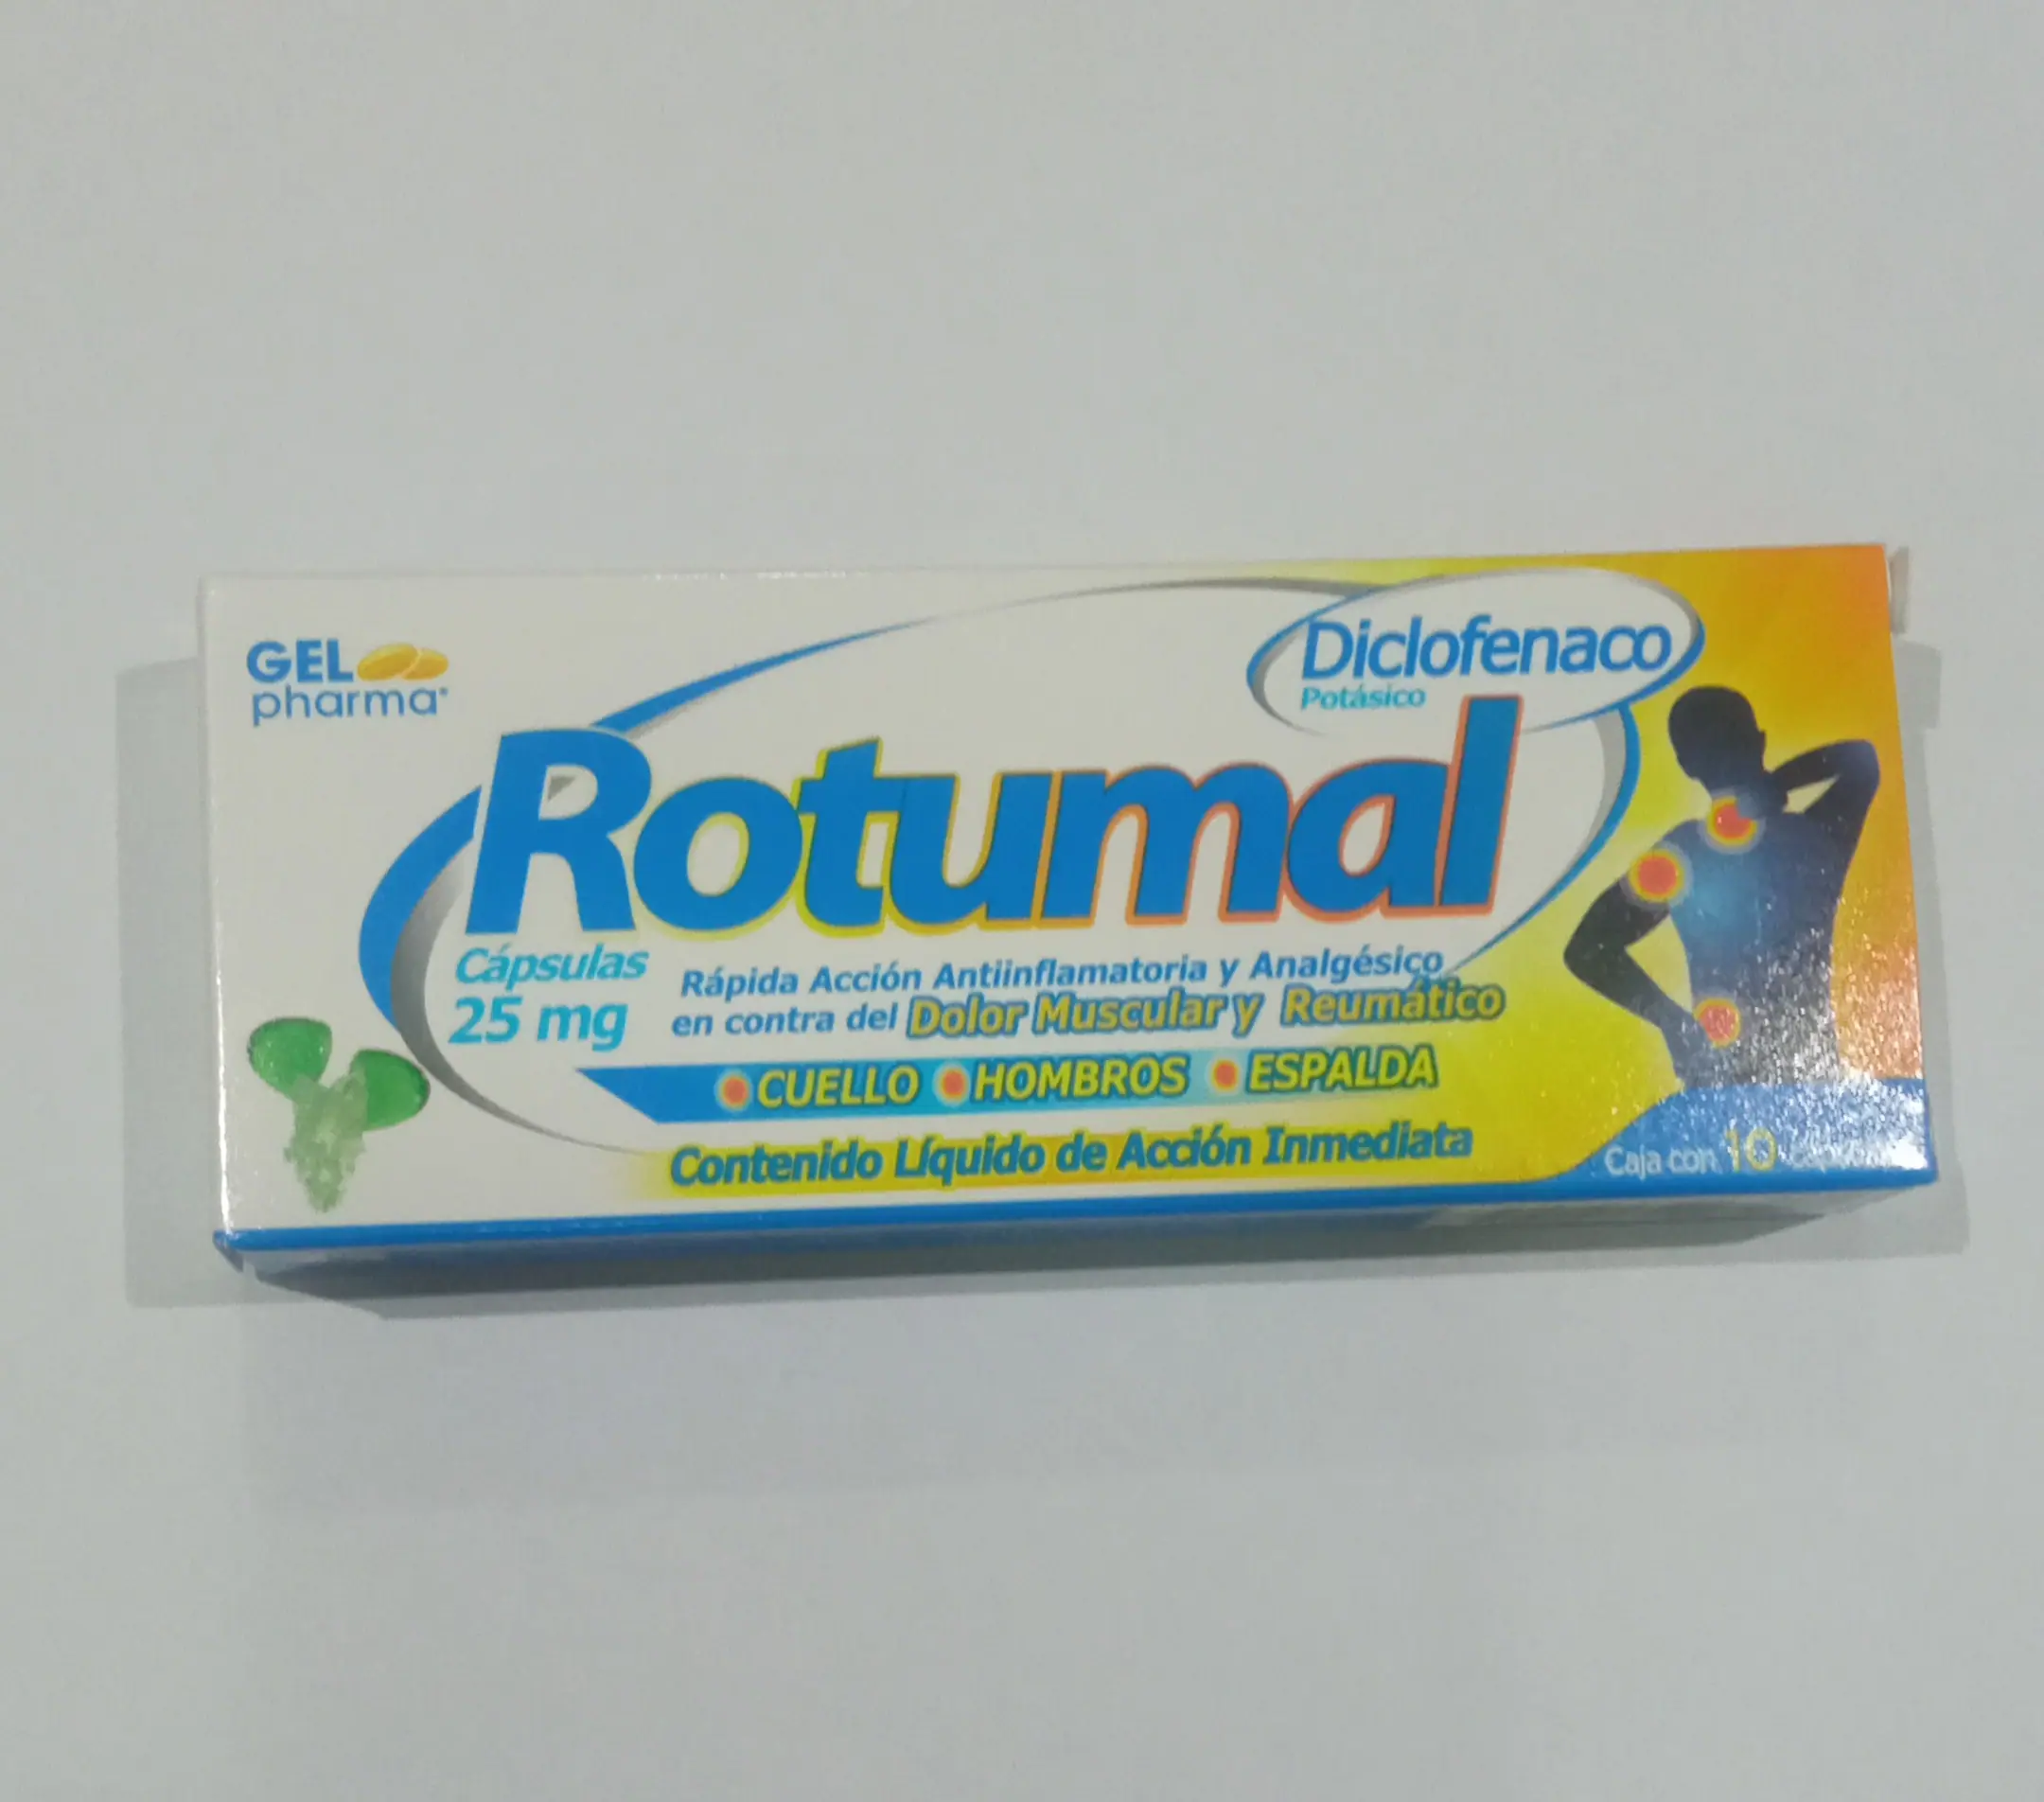 GEL
pharma
Diclofenaco
Potásico
Rotumal
Cápsulas
25 mg
Rápida Acción Antiinflamatoria y Analgésico
en contra del Dolor Muscular y Reumático
CUELLO HOMBROS ESPALDA
Contenido Líquido de Acción Inmediata
Caja con 10